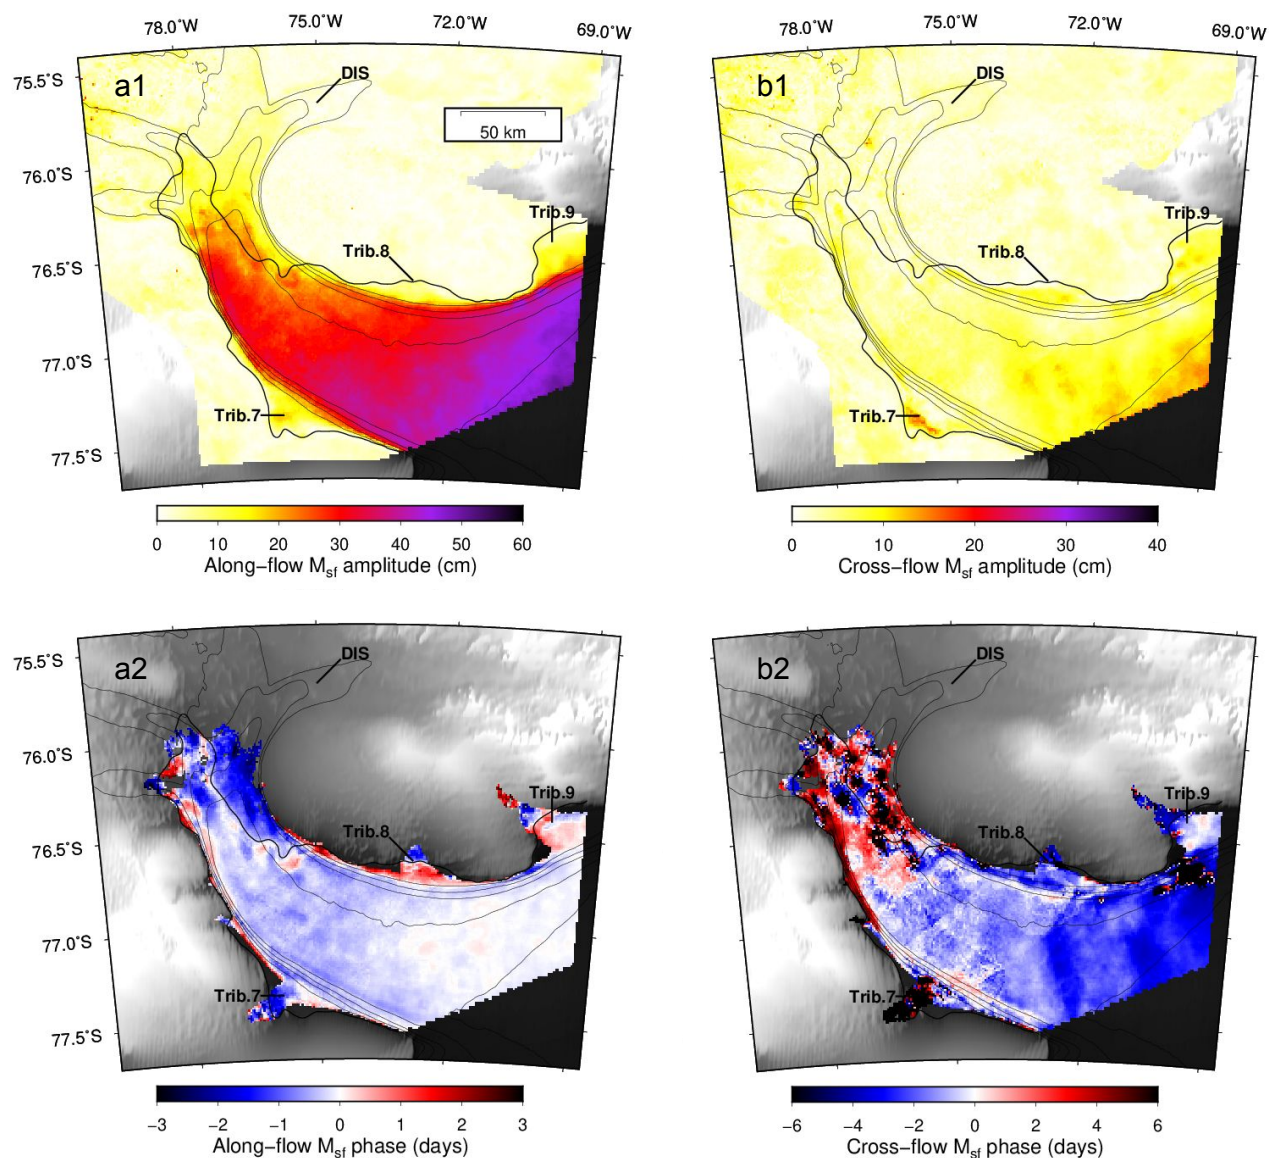 78.0˚W 75.0˚W 72.0˚W 69.0˚W
75.5˚S
76.0˚S
76.5˚S
77.0˚S
77.5˚S
a1
DIS
50 km
Trib.9
Trib.8
Trib.7
0 10 20 30 40 50 60
Along−flow Msf amplitude (cm)
78.0˚W 75.0˚W 72.0˚W 69.0˚W
b1
DIS
Trib.9
Trib.8
Trib.7
0 10 20 30 40
Cross−flow Msf amplitude (cm)
75.5˚S
76.0˚S
76.5˚S
77.0˚S
77.5˚S
a2
DIS
Trib.9
Trib.8
Trib.7
−3 −2 −1 0 1 2 3
Along−flow Msf phase (days)
b2
DIS
Trib.9
Trib.8
Trib.7
−6 −4 −2 0 2 4 6
Cross−flow Msf phase (days)